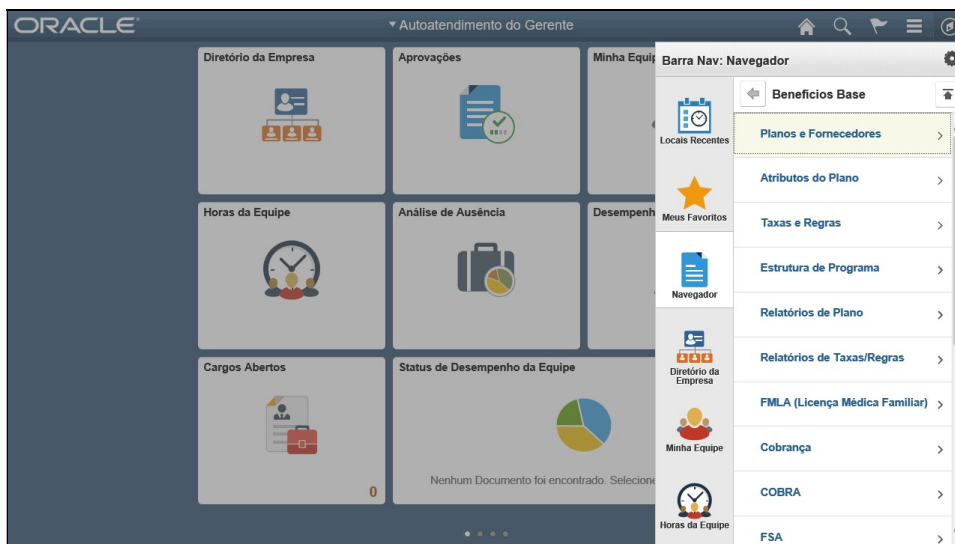 ORACLE
Autoatendimento do Gerente
Diretório da Empresa
Aprovações
Minha Equip
Horas da Equipe
Análise de Ausência
Desempenh
Cargos Abertos
0
Status de Desempenho da Equipe
Nenhum Documento foi encontrado. Selecione
Barra Nav: Navegador
Locais Recentes
Meus Favoritos
Navegador
Diretório da
Empresa
Minha Equipe
Horas da Equipe
Beneficios Base
Planos e Fornecedores
Atributos do Plano
Taxas e Regras
Estrutura de Programa
Relatórios de Plano
Relatórios de Taxas/Regras
FMLA (Licença Médica Familiar)
Cobrança
COBRA
FSA